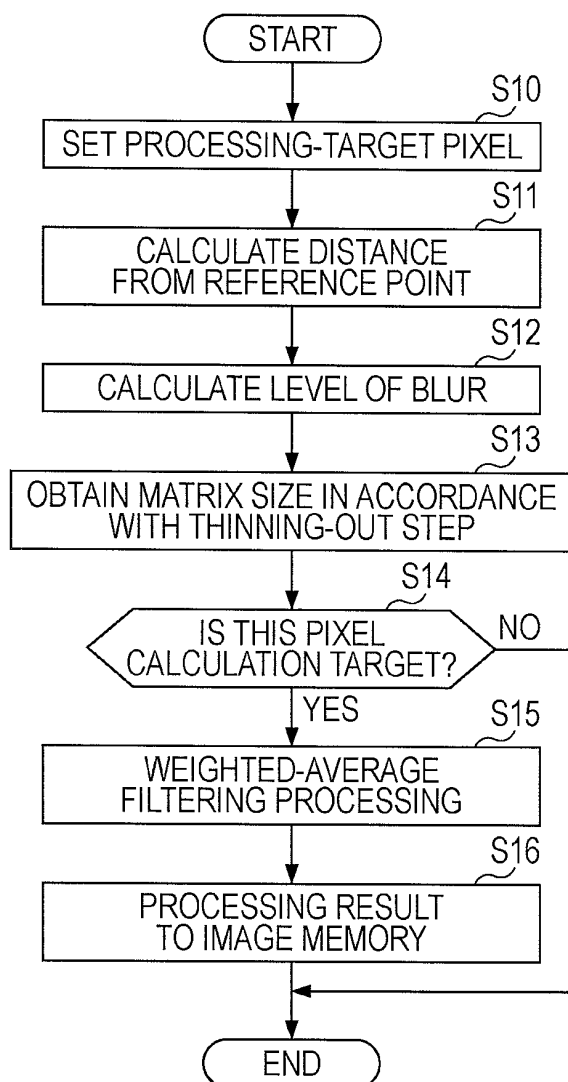 START
S10
SET PROCESSING-TARGET PIXEL
S11
CALCULATE DISTANCE
FROM REFERENCE POINT
S12
CALCULATE LEVEL OF BLUR
S13
OBTAIN MATRIX SIZE IN ACCORDANCE
WITH THINNING-OUT STEP
S14
IS THIS PIXEL
CALCULATION TARGET?
NO
YES
S15
WEIGHTED-AVERAGE
FILTERING PROCESSING
S16
PROCESSING RESULT
TO IMAGE MEMORY
END